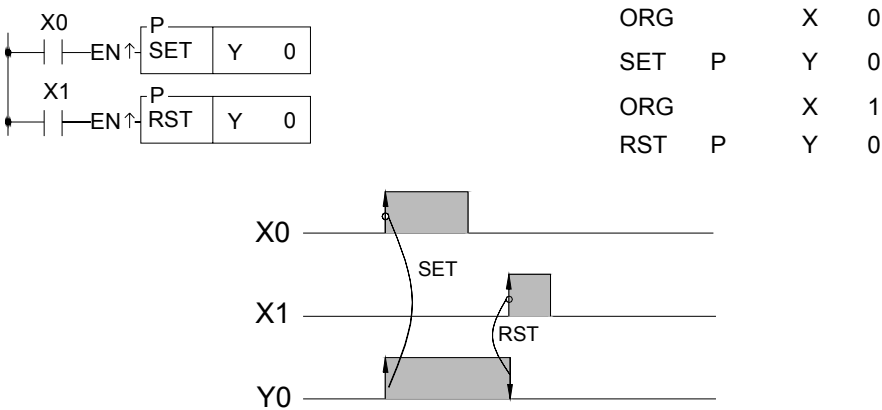 X0
P
EN↑ SET Y 0
X1
P
EN↑ RST Y 0
ORG X 0
SET P Y 0
ORG X 1
RST P Y 0
X0
SET
X1
RST
Y0